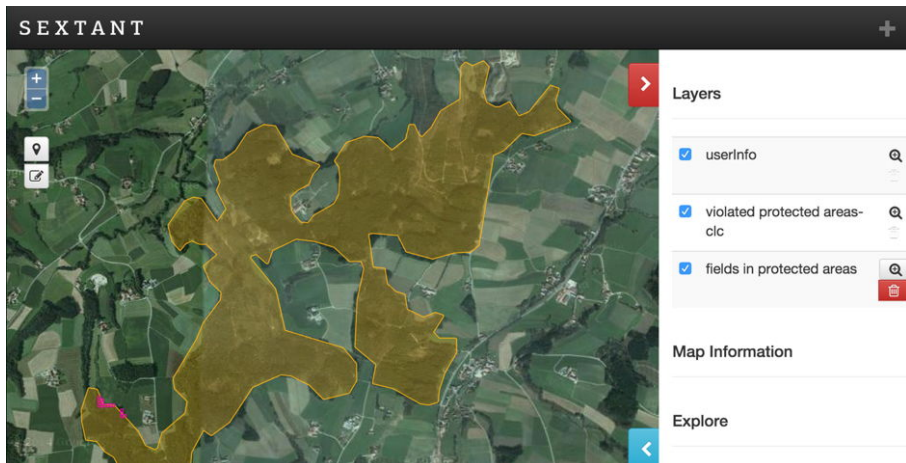 SEXTANT
Layers
userInfo
violated protected areas-
clc
fields in protected areas
Map Information
Explore